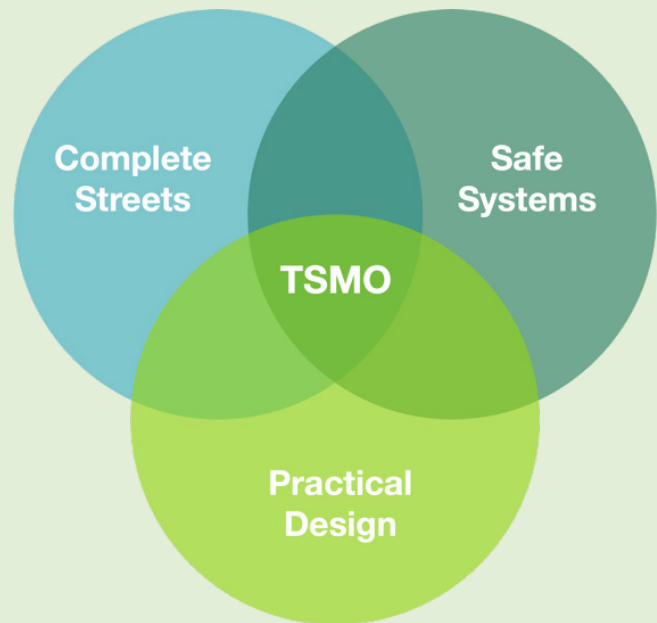 Complete
Streets
Safe
Systems
TSMO
Practical
Design